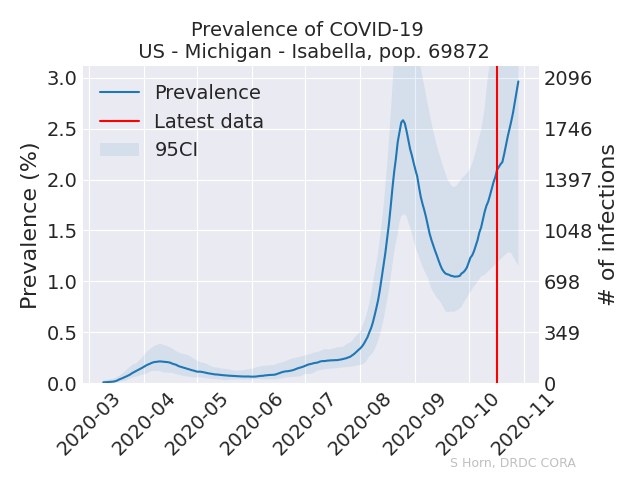 Prevalence of COVID-19
US - Michigan - Isabella, pop. 69872
Prevalence
Latest data
95CI
Prevalence (%)
3.0
2.5
2.0
1.5
1.0
0.5
0.0
2096
1746
1397
1048
698
349
0
# of infections
2020-03
2020-04
2020-05
2020-06
2020-07
2020-08
2020-09
2020-10
2020-11
S Horn, DRDC CORA